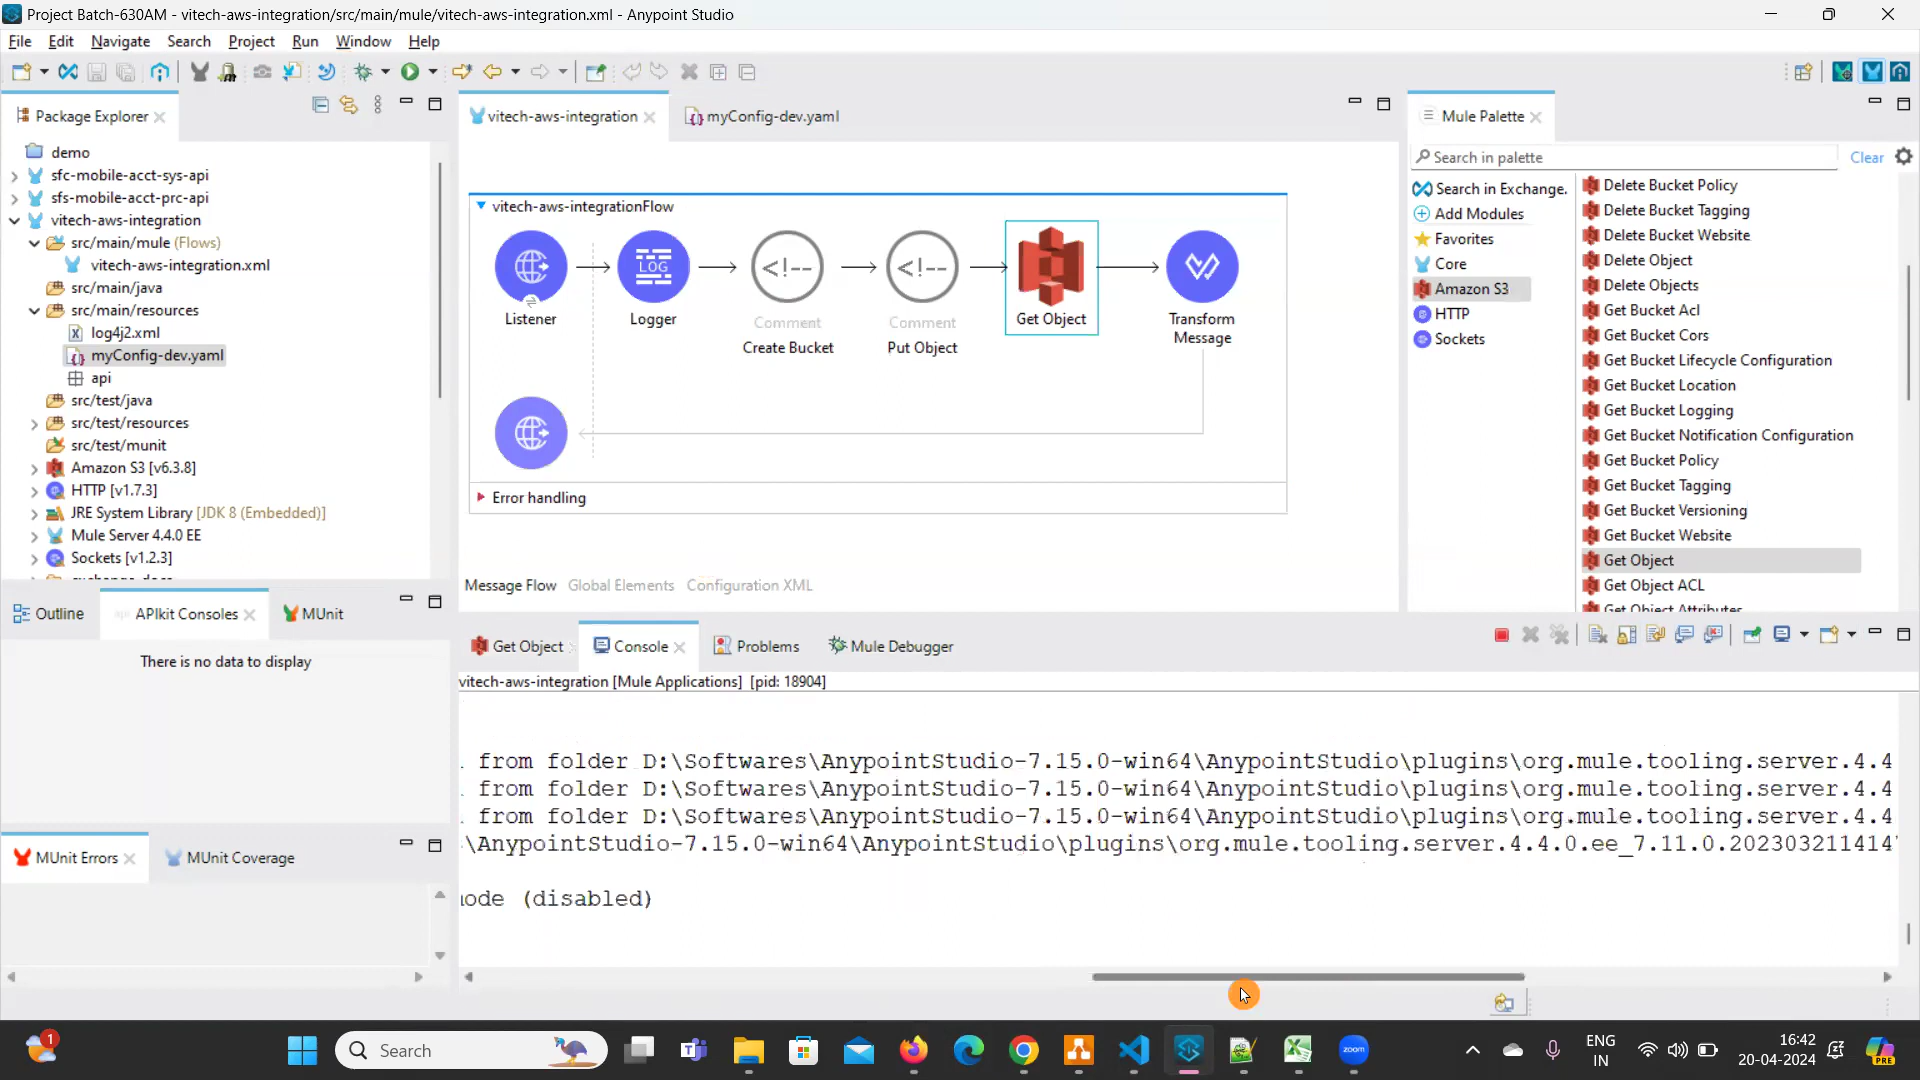 Project Batch-630AM - vitech-aws-integration/src/main/mule/vitech-aws-integration.xml - Anypoint Studio
File Edit Navigate Search Project Run Window Help
Package Explorer
demo
sfc-mobile-acct-sys-api
sfs-mobile-acct-prc-api
vitech-aws-integration
src/main/mule (Flows)
vitech-aws-integration.xml
src/main/java
src/main/resources
log4j2.xml
myConfig-dev.yaml
api
src/test/java
src/test/resources
src/test/munit
Amazon S3 [v6.3.8]
HTTP [v1.7.3]
JRE System Library [JDK 8 (Embedded)]
Mule Server 4.4.0 EE
Sockets [v1.2.3]
vitech-aws-integration
myConfig-dev.yaml
vitech-aws-integrationFlow
LOG
<!--
<!--
Listener
Logger
Comment
Create Bucket
Comment
Put Object
Get Object
Transform
Message
Error handling
Message Flow Global Elements Configuration XML
Mule Palette
Search in palette
Clear
Search in Exchange.
Add Modules
Favorites
Core
Amazon S3
HTTP
Sockets
Delete Bucket Policy
Delete Bucket Tagging
Delete Bucket Website
Delete Object
Delete Objects
Get Bucket Acl
Get Bucket Cors
Get Bucket Lifecycle Configuration
Get Bucket Location
Get Bucket Logging
Get Bucket Notification Configuration
Get Bucket Policy
Get Bucket Tagging
Get Bucket Versioning
Get Bucket Website
Get Object
Get Object ACL
Get Object Attributes
Outline
APIkit Consoles
MUnit
There is no data to display
MUnit Errors
MUnit Coverage
Get Object
Console
Problems
Mule Debugger
vitech-aws-integration [Mule Applications] [pid: 18904]
from folder D:\Softwares\AnypointStudio-7.15.0-win64\AnypointStudio\plugins\org.mule.tooling.server.4.4
from folder D:\Softwares\AnypointStudio-7.15.0-win64\AnypointStudio\plugins\org.mule.tooling.server.4.4
from folder D:\Softwares\AnypointStudio-7.15.0-win64\AnypointStudio\plugins\org.mule.tooling.server.4.4
\AnypointStudio-7.15.0-win64\AnypointStudio\plugins\org.mule.tooling.server.4.4.0.ee_7.11.0.202303211414
ode (disabled)
1
Search
zoom
ENG
IN
16:42
20-04-2024
PRE